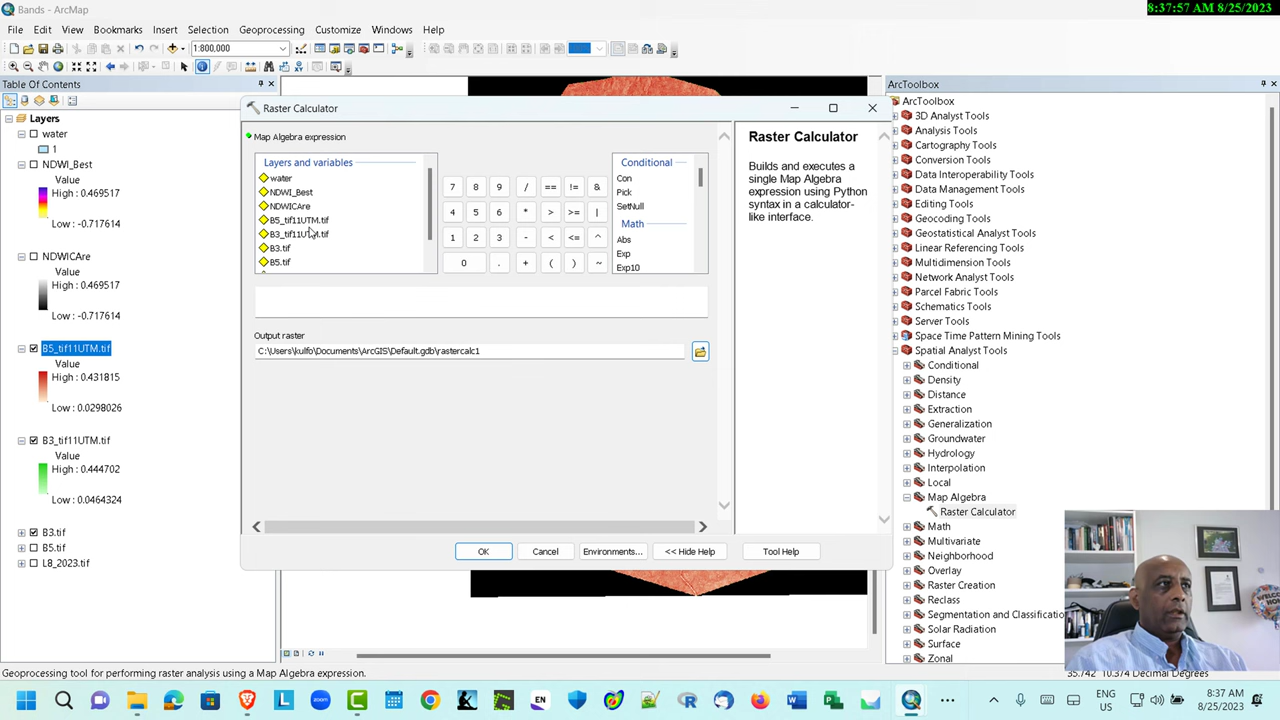 Bands - ArcMap
8:37:57 AM 8/25/2023
File Edit View Bookmarks Insert Selection Geoprocessing Customize Windows Help
1:800,000
Table Of Contents
Layers
water
1
NDWI_Best
Value
High : 0.469517
Low : -0.717614
NDWICAre
Value
High : 0.469517
Low : -0.717614
B5_tif11UTM.tif
Value
High : 0.431815
Low : 0.0298026
B3_tif11UTM.tif
Value
High : 0.444702
Low : 0.0464324
B3.tif
B5.tif
L8_2023.tif
Raster Calculator
Map Algebra expression
Layers and variables
water
NDWI_Best
NDWICAre
B5_tif11UTM.tif
B3_tif11UTM.tif
B3.tif
B5.tif
7 8 9 / == != &
4 5 6 * > >= |
1 2 3 - < <= ^
0 . + ( ) ~
Conditional
Con
Pick
SetNull
Math
Abs
Exp
Exp10
Output raster
C:\Users\kulfo\Documents\ArcGIS\Default.gdb\rastercalc1
OK Cancel Environments... << Hide Help Tool Help
Raster Calculator
Builds and executes a single Map Algebra expression using Python syntax in a calculator-like interface.
ArcToolbox
ArcToolbox
3D Analyst Tools
Analysis Tools
Cartography Tools
Conversion Tools
Data Interoperability Tools
Data Management Tools
Editing Tools
Geocoding Tools
Geostatistical Analyst Tools
Linear Referencing Tools
Multidimension Tools
Network Analyst Tools
Parcel Fabric Tools
Schematics Tools
Server Tools
Space Time Pattern Mining Tools
Spatial Analyst Tools
Conditional
Density
Distance
Extraction
Generalization
Groundwater
Hydrology
Interpolation
Local
Map Algebra
Raster Calculator
Math
Multivariate
Neighborhood
Overlay
Raster Creation
Reclass
Segmentation and Classificatio
Solar Radiation
Surface
Zonal
Geoprocessing tool for performing raster analysis using a Map Algebra expression.
35.742 10.374 Decimal Degrees
ENG
US
8:37 AM
8/25/2023